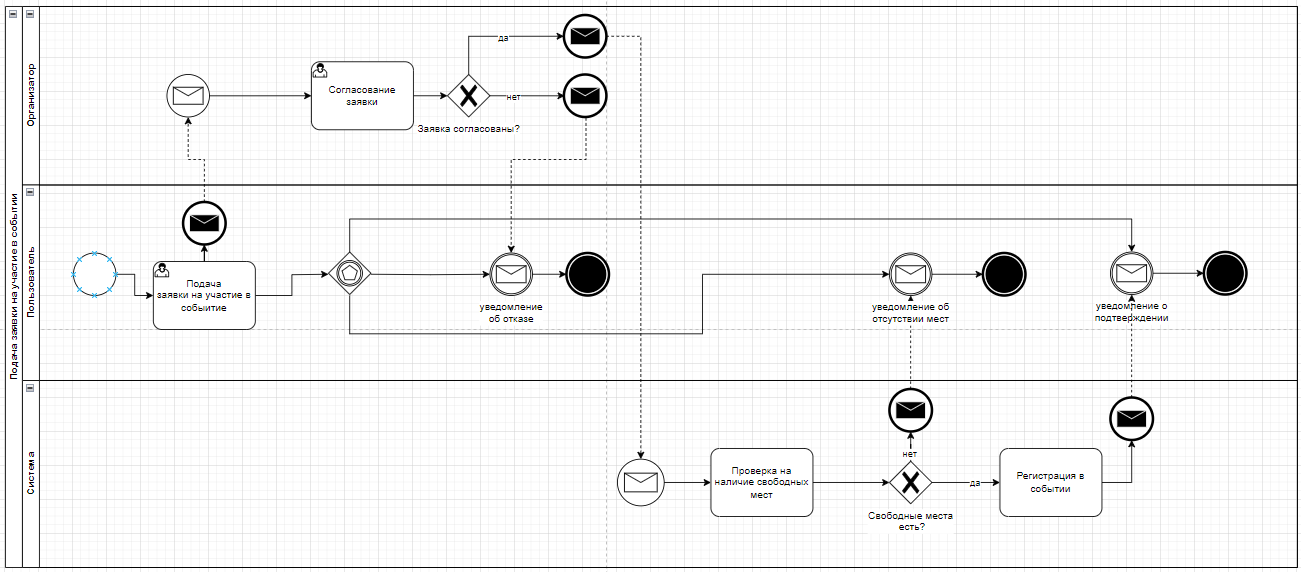 Подача заявки на участие в событии
Организатор
да
Согласование
заявки
нет
Заявка согласованы?
Пользователь
Подача
заявки на участие в
событие
уведомление
об отказе
уведомление об
отсутствии мест
уведомление о
подтверждении
Система
Проверка на
наличие свободных
мест
нет
да
Свободные места
есть?
Регистрация в
событии